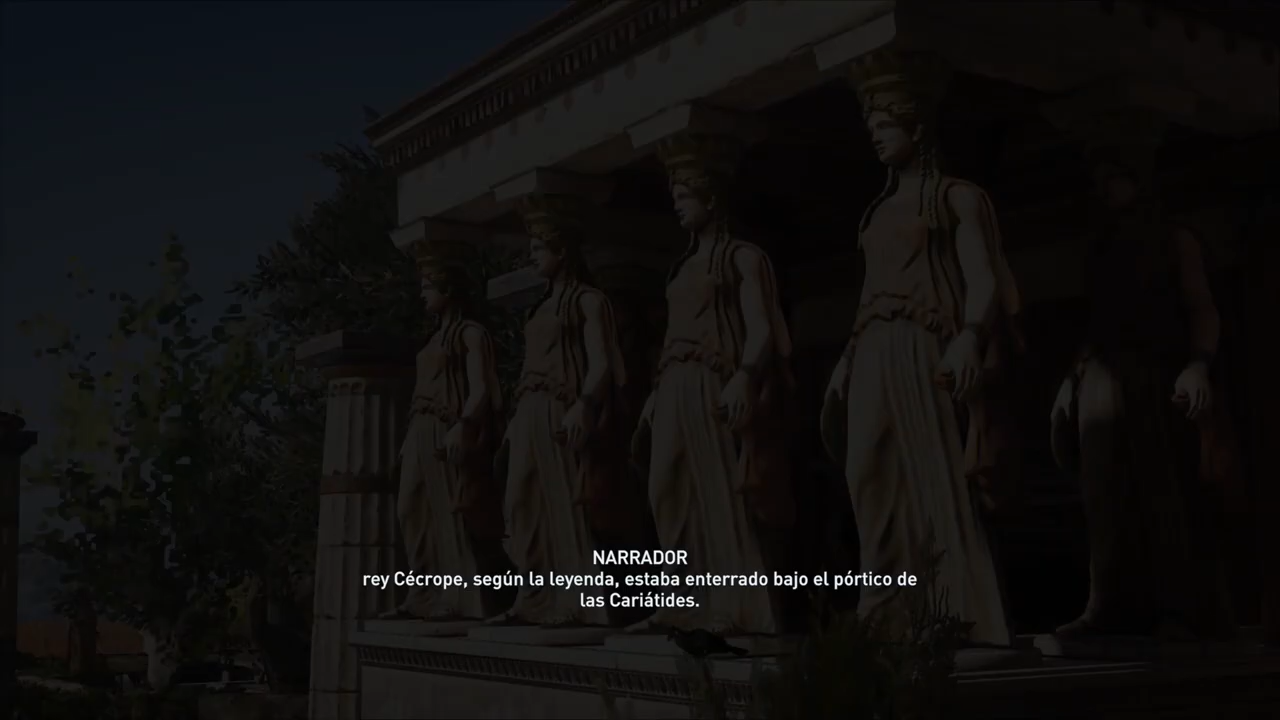 NARRADOR
rey Cécrope, según la leyenda, estaba enterrado bajo el pórtico de
las Cariátides.